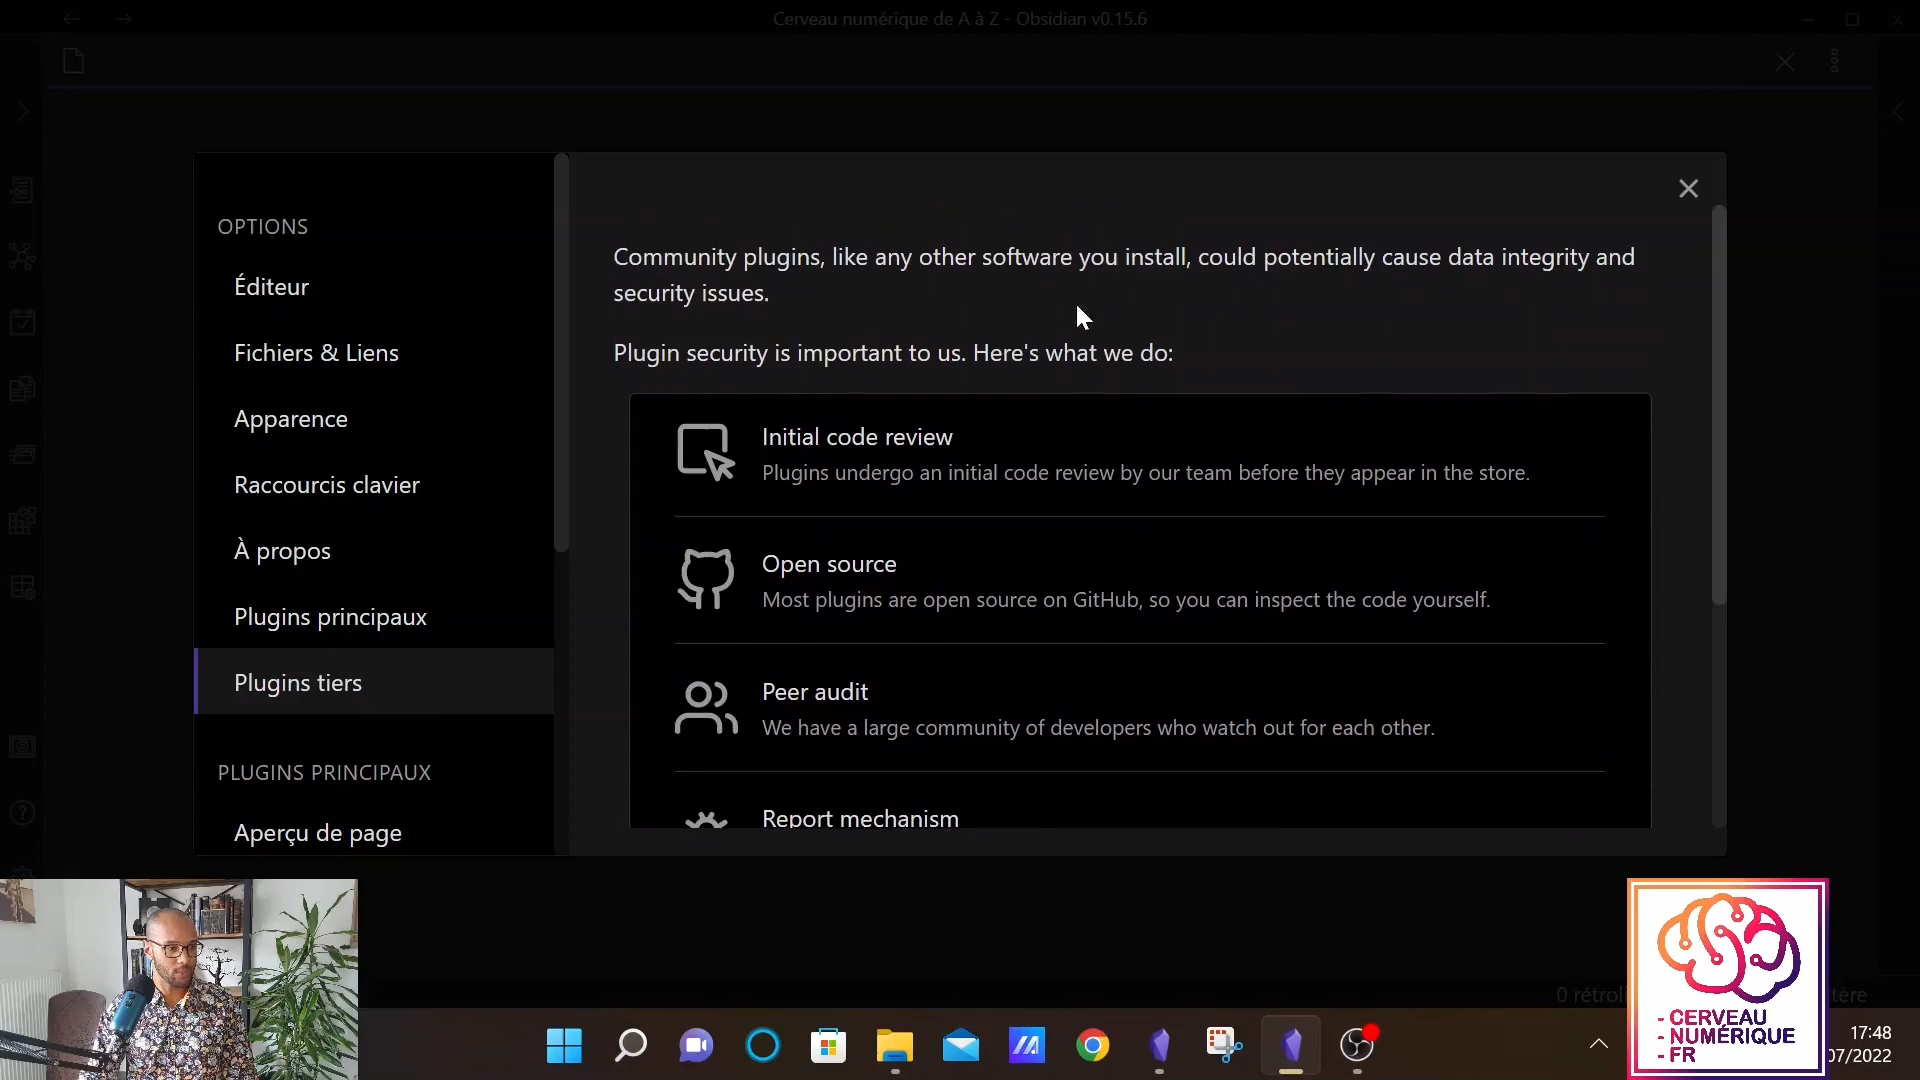 Cerveau numérique de A à Z - Obsidian v0.15.6
OPTIONS
Éditeur
Fichiers & Liens
Apparence
Raccourcis clavier
À propos
Plugins principaux
Plugins tiers
PLUGINS PRINCIPAUX
Aperçu de page
Community plugins, like any other software you install, could potentially cause data integrity and
security issues.
Plugin security is important to us. Here's what we do:
Initial code review
Plugins undergo an initial code review by our team before they appear in the store.
Open source
Most plugins are open source on GitHub, so you can inspect the code yourself.
Peer audit
We have a large community of developers who watch out for each other.
Report mechanism
0 rétroli
tère
- CERVEAU
- NUMÉRIQUE
- FR
17:48
07/2022